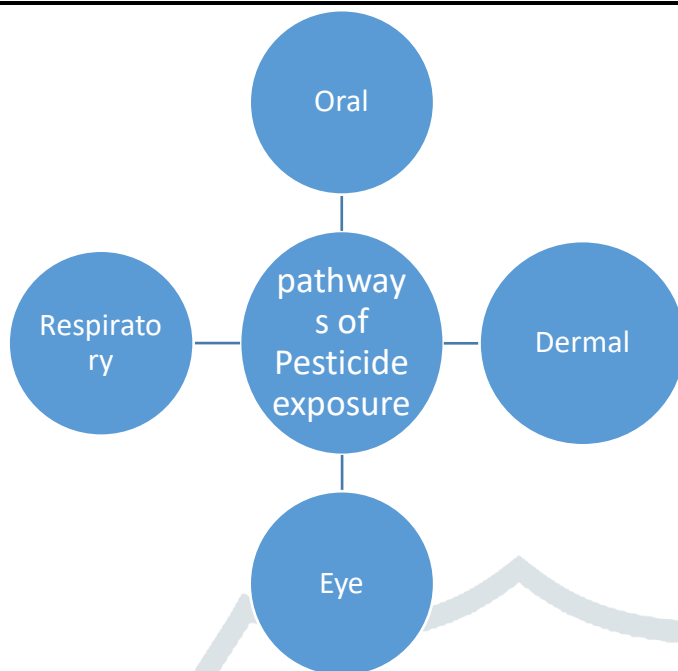 Oral
pathway
s of
Pesticide
exposure
Respirato
ry
Dermal
Eye